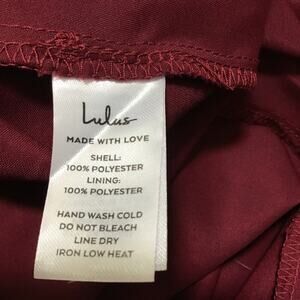 Lulus
MADE WITH LOVE
SHELL:
100% POLYESTER
LINING:
100% POLYESTER
HAND WASH COLD
DO NOT BLEACH
LINE DRY
IRON LOW HEAT